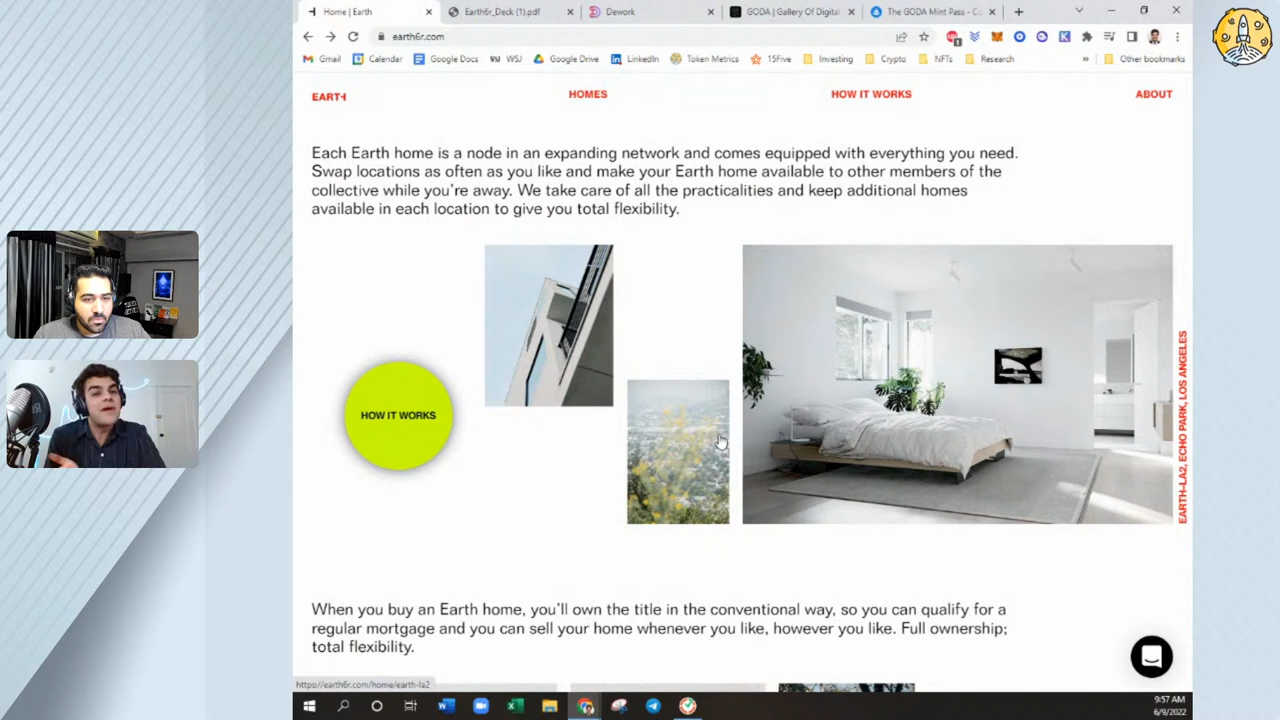 Home | Earth
Earth6r_Deck (1).pdf
Dework
GODA | Gallery Of Digital
The GODA Mint Pass - Co
earth6r.com
1
Gmail
Calendar
Google Docs
WSJ
WSJ
Google Drive
LinkedIn
Token Metrics
15Five
Investing
Crypto
NFTs
Research
»
Other bookmarks
EARTH
HOMES
HOW IT WORKS
ABOUT
Each Earth home is a node in an expanding network and comes equipped with everything you need.
Swap locations as often as you like and make your Earth home available to other members of the
collective while you're away. We take care of all the practicalities and keep additional homes
available in each location to give you total flexibility.
HOW IT WORKS
EARTH-LA2, ECHO PARK, LOS ANGELES
When you buy an Earth home, you'll own the title in the conventional way, so you can qualify for a
regular mortgage and you can sell your home whenever you like, however you like. Full ownership;
total flexibility.
https://earth6r.com/home/earth-la2
9:57 AM
6/9/2022